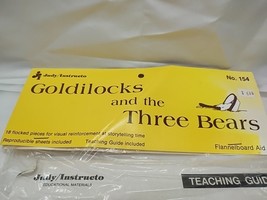 Judy/Instructo
No. 154
Goldilocks
and the
Three Bears
18 flocked pieces for visual reinforcement at storytelling time
Reproducible sheets included Teaching Guide included
Flannelboard Aid
Judy/Instructo
EDUCATIONAL MATERIALS
TEACHING GUID